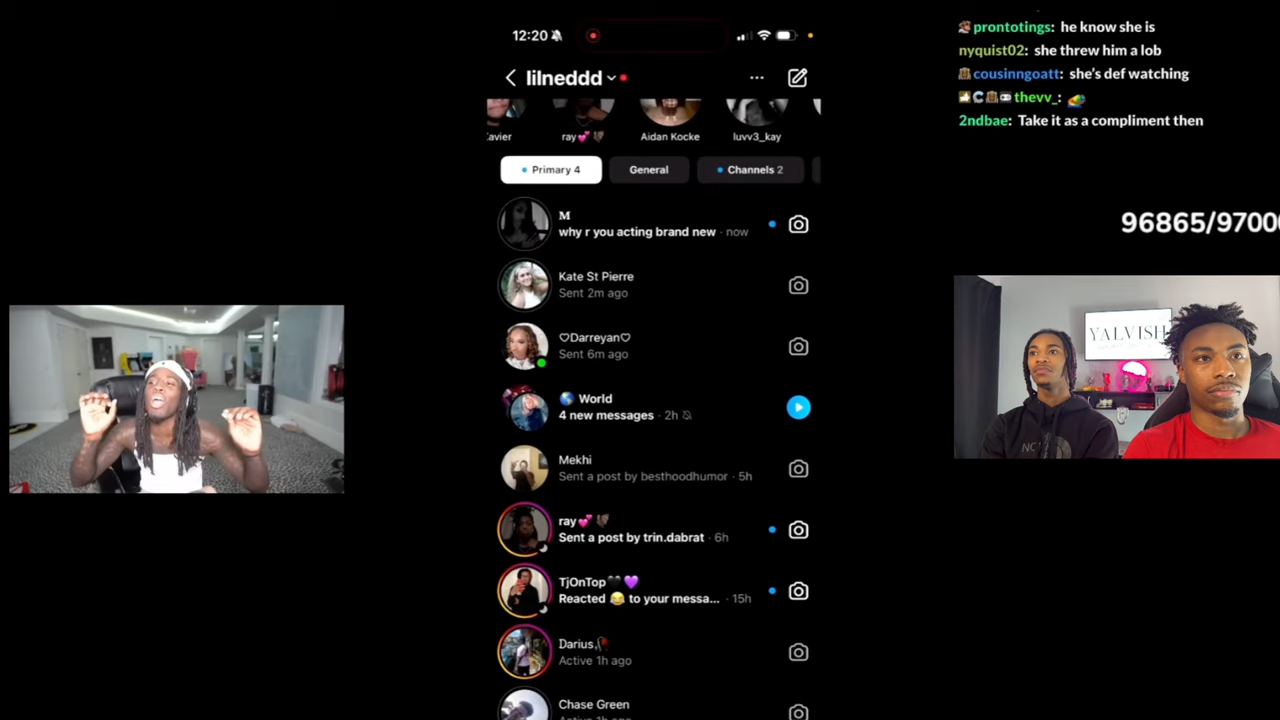 12:20
lilneddd
Xavier
ray💕
Aidan Kocke
luvv3_kay
Primary 4
General
Channels 2
M
why r you acting brand new · now
Kate St Pierre
Sent 2m ago
♡Darreyan♡
Sent 6m ago
🌎 World
4 new messages · 2h
Mekhi
Sent a post by besthoodhumor · 5h
ray💕
Sent a post by trin.dabrat · 6h
TjOnTop🖤💜
Reacted 😂 to your messa... · 15h
Darius🥀
Active 1h ago
Chase Green
Active 1h ago
prontotings: he know she is
nyquist02: she threw him a lob
cousinngoatt: she's def watching
thevv_:
2ndbae: Take it as a compliment then
96865/9700
YALVISH